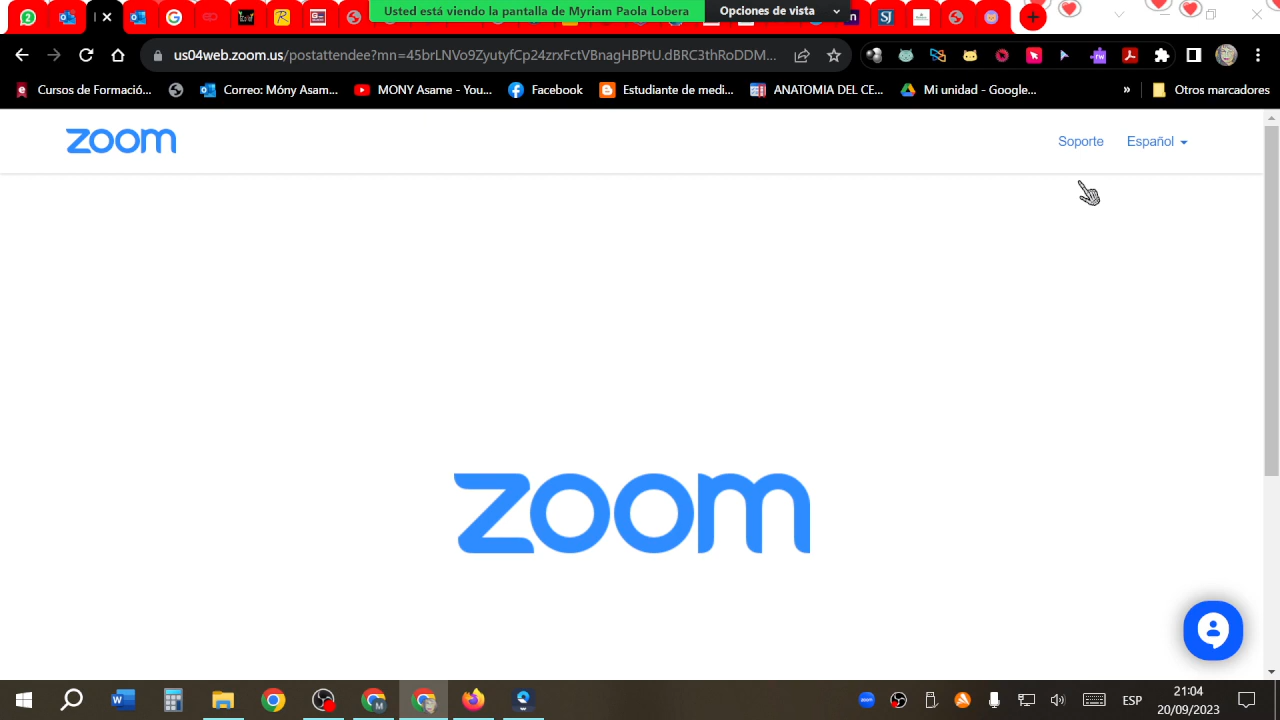 Usted está viendo la pantalla de Myriam Paola Lobera
Opciones de vista
us04web.zoom.us/postattendee?mn=45brLNVo9ZyutyfCp24zrxFctVBnagHBPtU.dBRC3thRoDDM...
Cursos de Formació...
Correo: Móny Asam...
MONY Asame - You...
Facebook
Estudiante de medi...
ANATOMIA DEL CE...
Mi unidad - Google...
»
Otros marcadores
zoom
Soporte
Español
zoom
ESP
21:04
20/09/2023